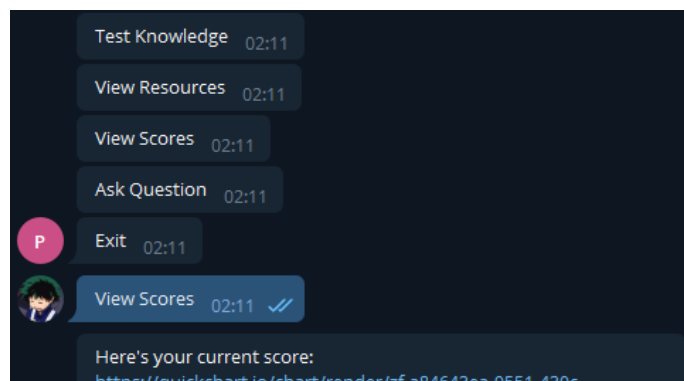 Test Knowledge 02:11
View Resources 02:11
View Scores 02:11
Ask Question 02:11
P
Exit 02:11
View Scores 02:11
Here's your current score: